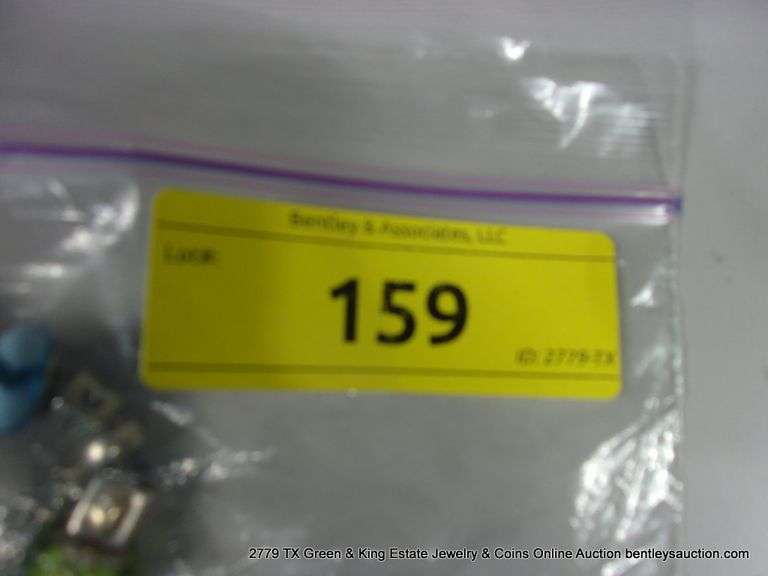 Bentley & Associates, LLC
Lot #:
159
ID: 2779-TX
2779 TX Green & King Estate Jewelry & Coins Online Auction bentleysauction.com